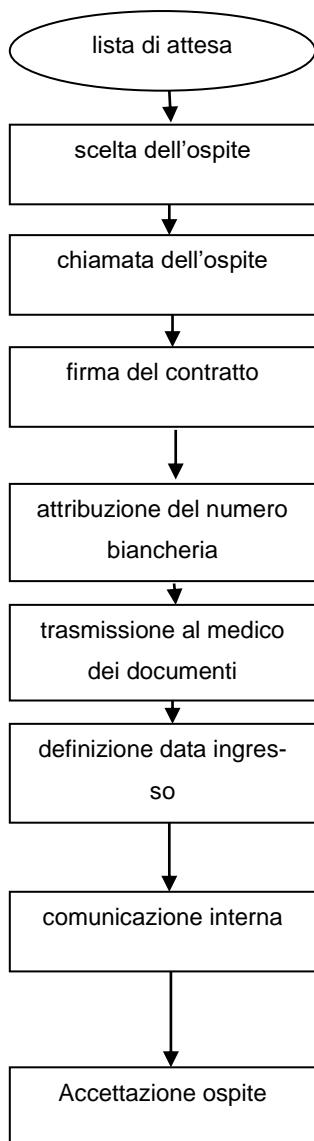 lista di attesa
scelta dell’ospite
chiamata dell’ospite
firma del contratto
attribuzione del numero
biancheria
trasmissione al medico
dei documenti
definizione data ingres-
so
comunicazione interna
Accettazione ospite